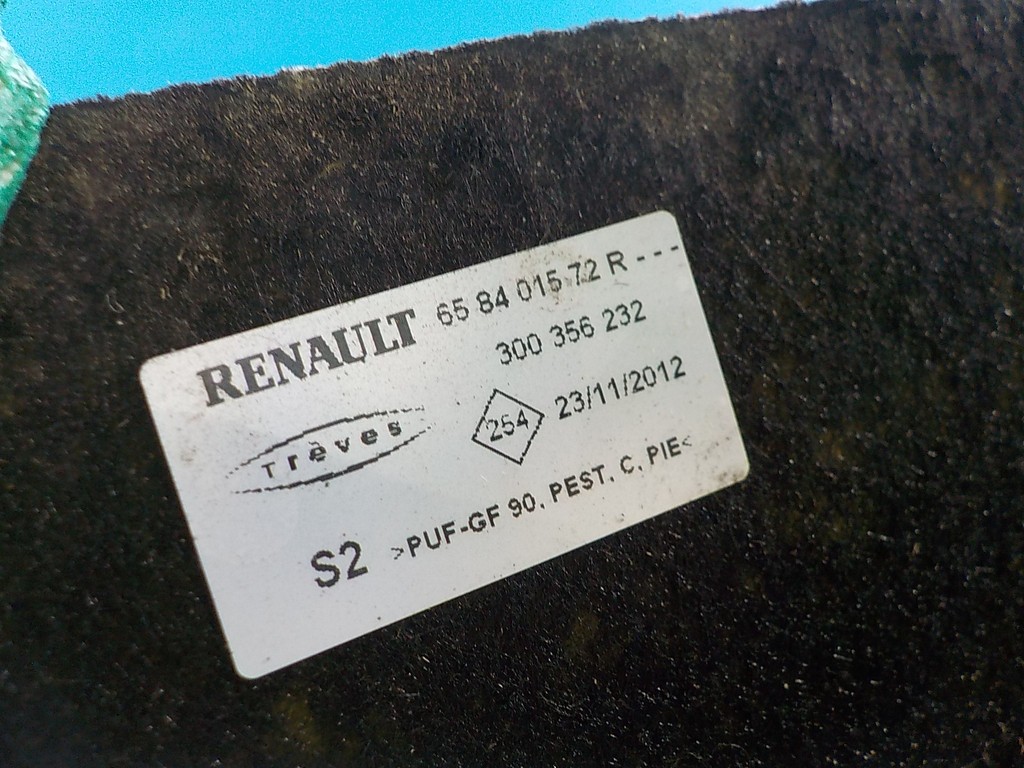 RENAULT 65 84 015 72 R ---
300 356 232
Trèves 254 23/11/2012
S2 >PUF-GF 90. PEST. C. PIE<